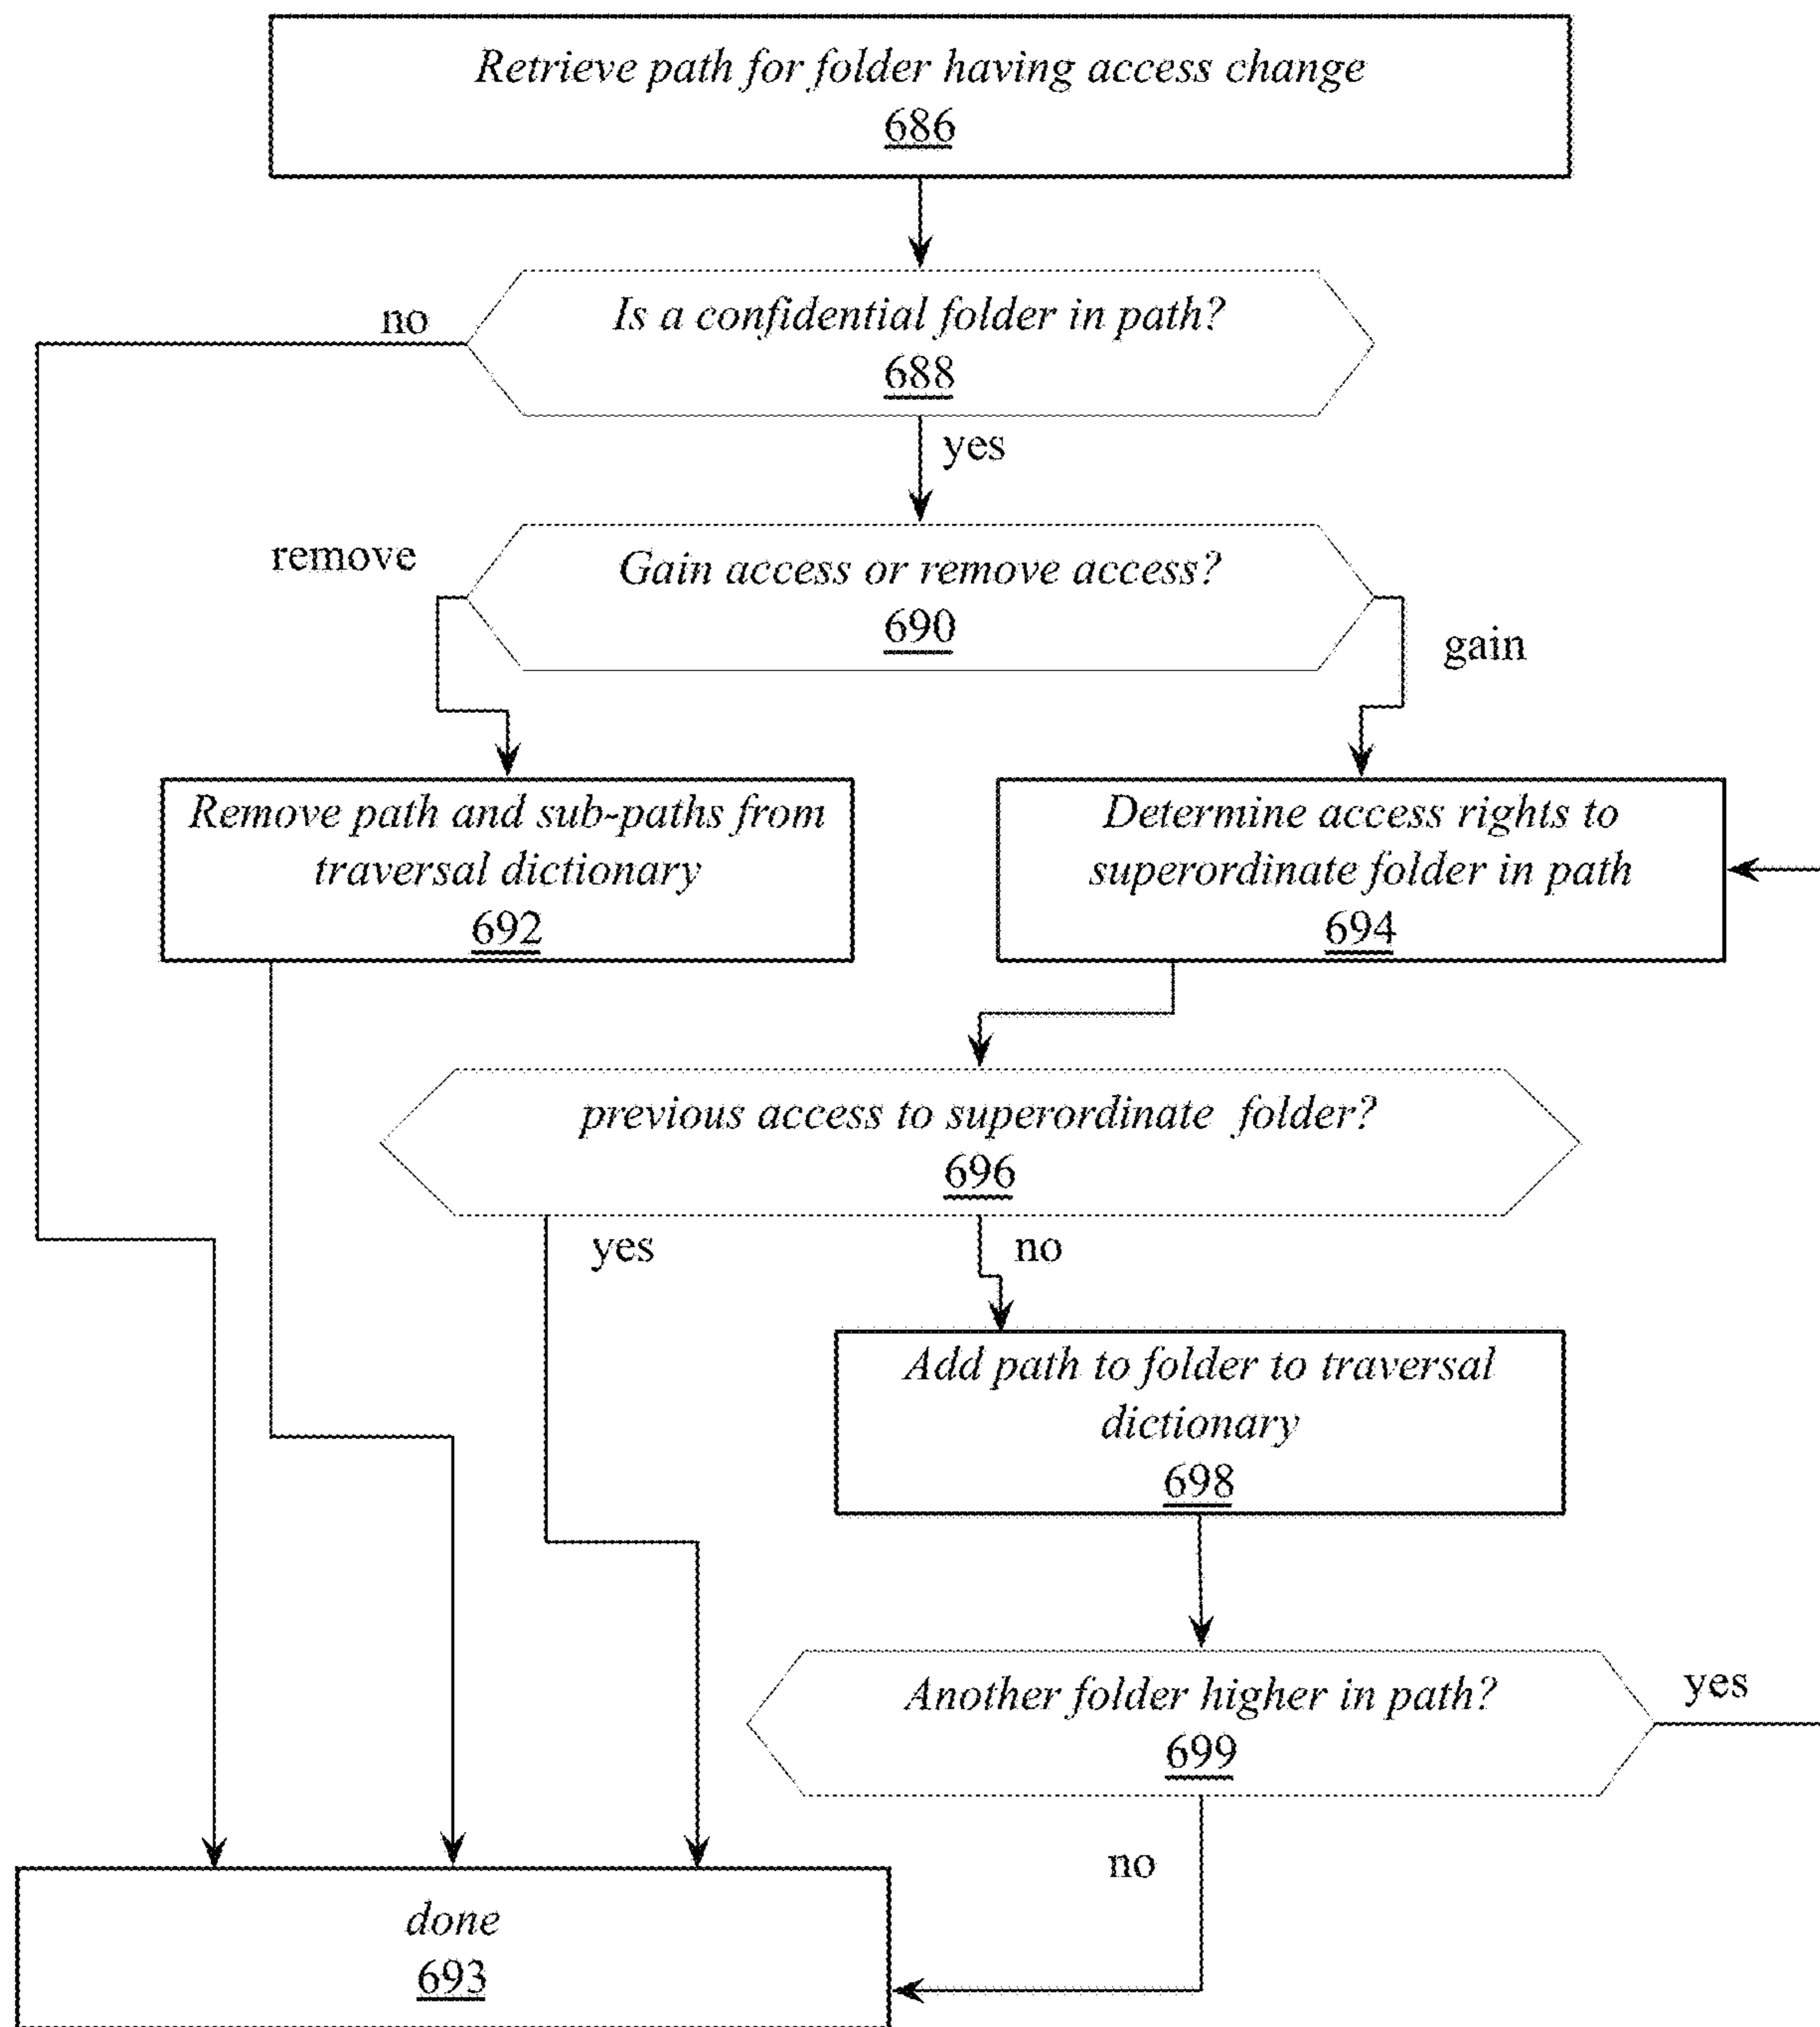 Retrieve path for folder having access change
686
no
Is a confidential folder in path?
688
yes
remove
Gain access or remove access?
690
gain
Remove path and sub-paths from
traversal dictionary
692
Determine access rights to
superordinate folder in path
694
previous access to superordinate folder?
696
yes
no
Add path to folder to traversal
dictionary
698
Another folder higher in path?
699
yes
no
done
693